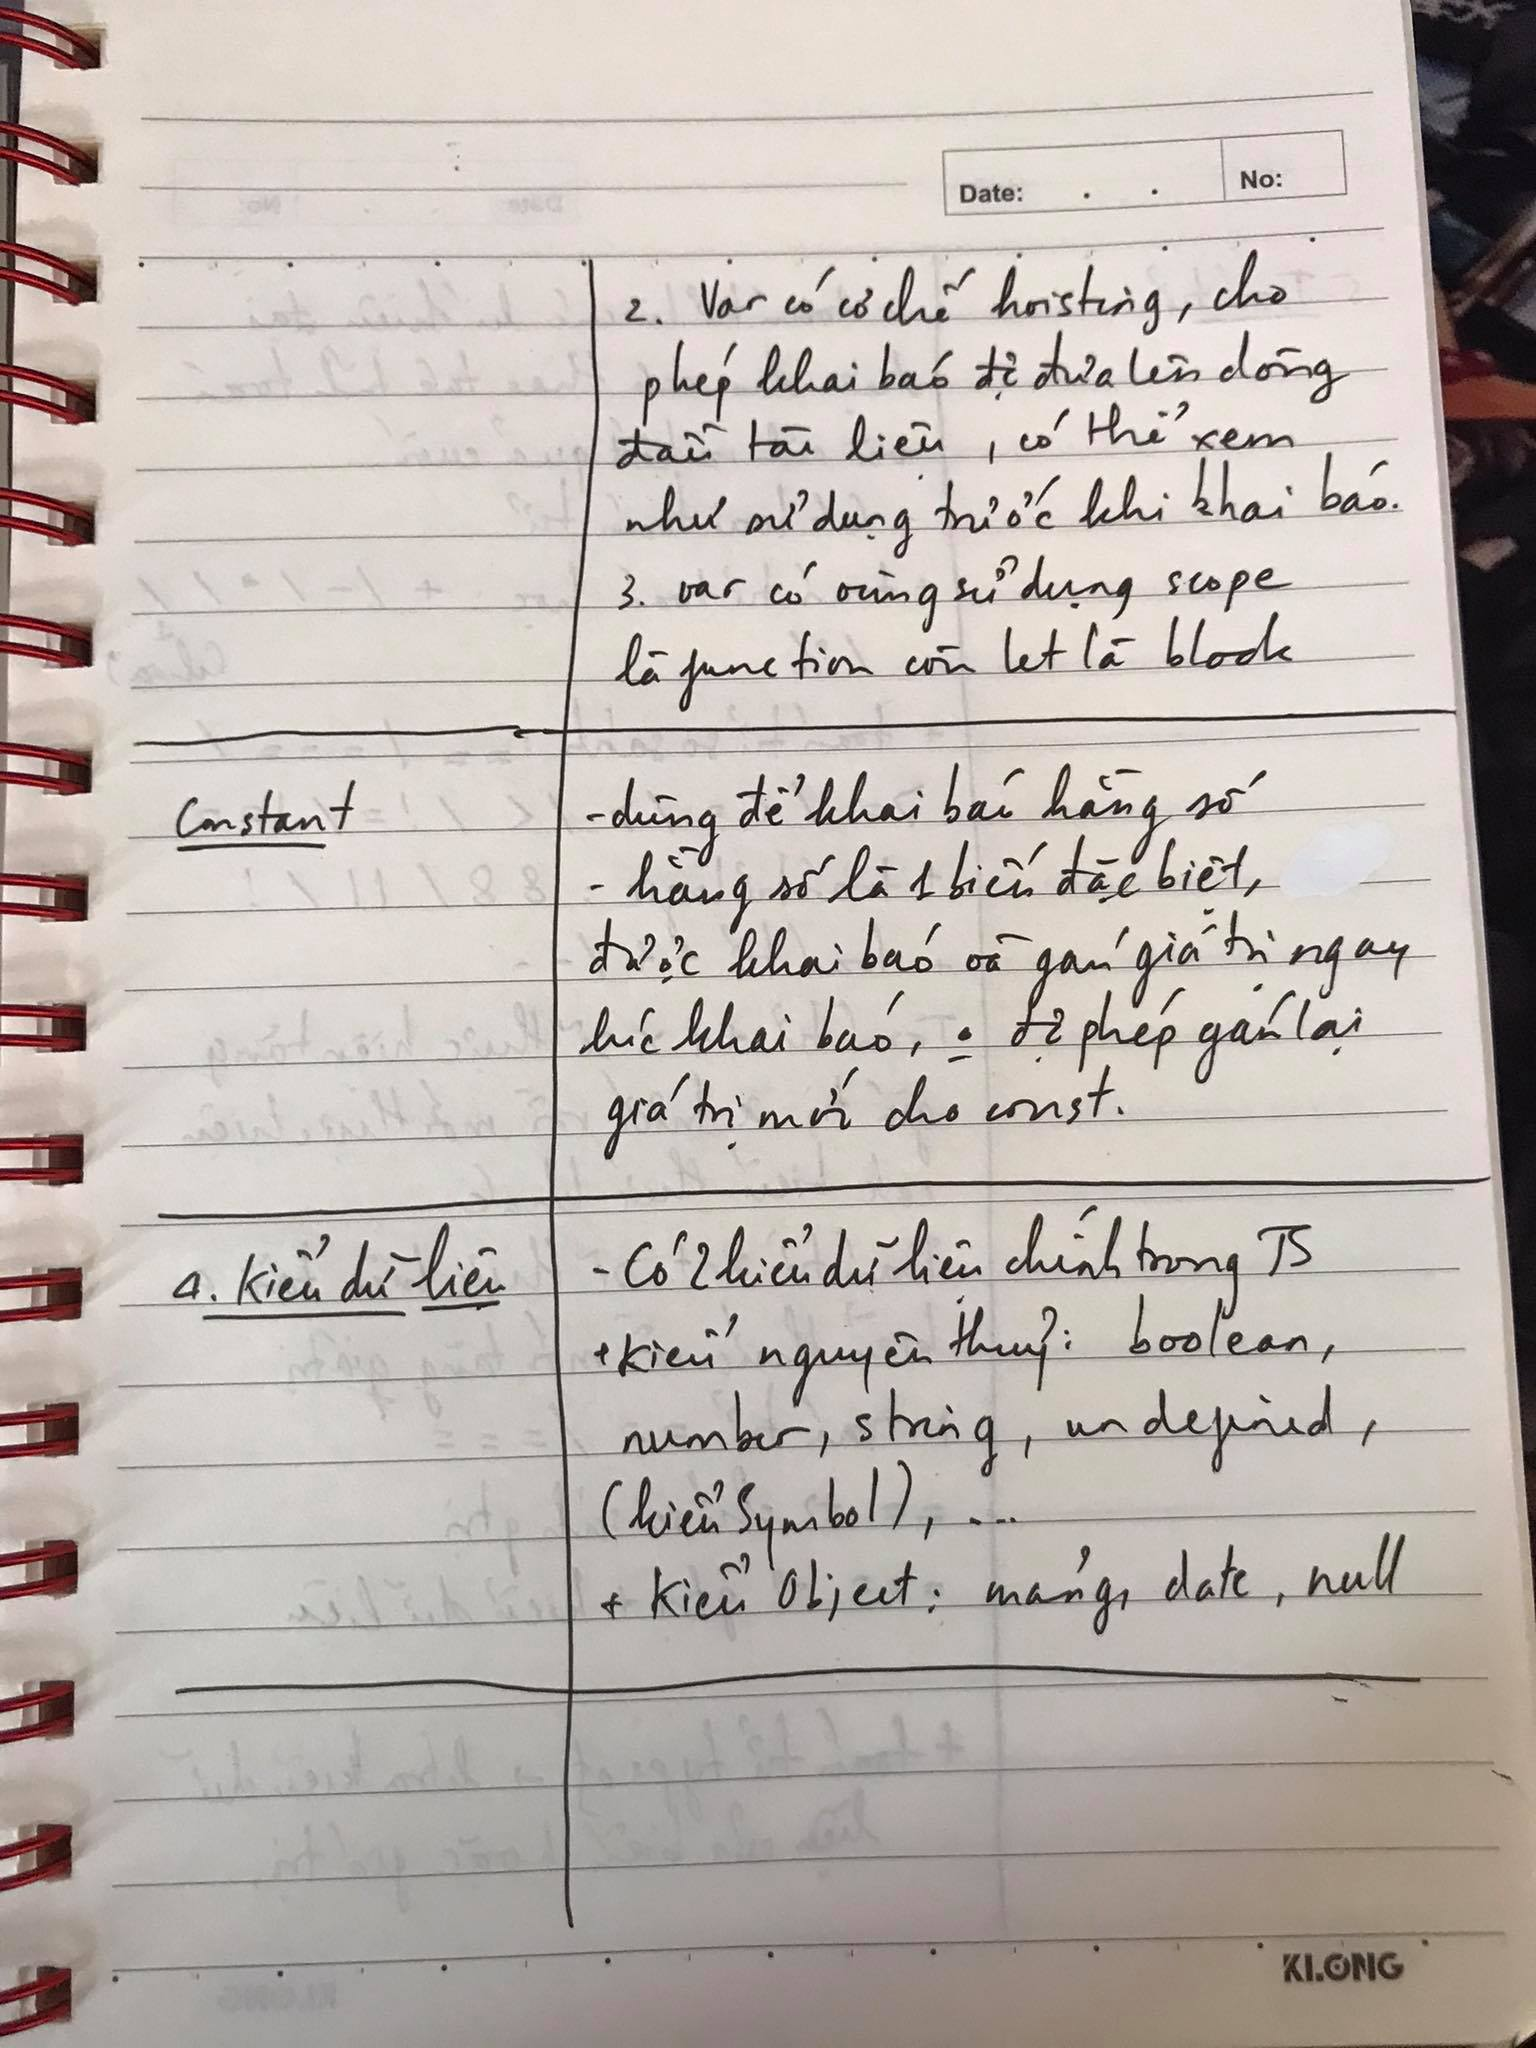 Date: . . No:
2. Var có cơ chế hoisting, cho
phép khai báo đc đưa lên dòng
đầu tài liệu, có thể xem
như sử dụng trước khi khai báo.
3. var có vùng sử dụng scope
là function còn let là block
Constant
- dùng để khai báo hằng số
- hằng số là 1 biến đặc biệt,
được khai báo và gán giá trị ngay
lúc khai báo, đc phép gán lại
giá trị mới cho const.
4. Kiểu dữ liệu
- Có 2 kiểu dữ liệu chính trong TS
+ kiểu nguyên thuỷ: boolean,
number, string, undefined,
(kiểu Symbol), ...
+ Kiểu Object: mảng, date, null
KLONG